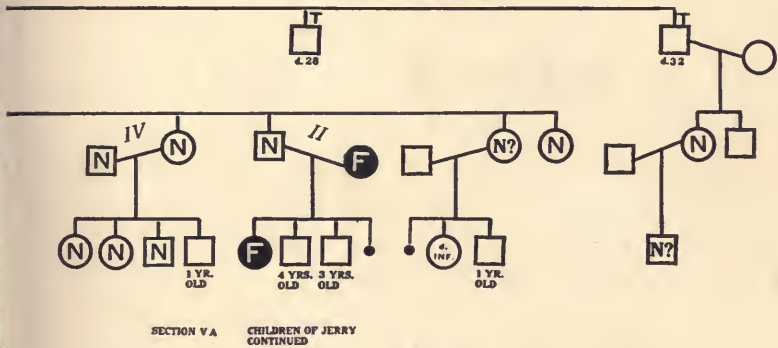 T T
d.28 d.32
IV II
N N N F N? N N
N N N F d. INF. N?
1 YR. OLD 4 YRS. OLD 3 YRS. OLD 1 YR. OLD
SECTION V A CHILDREN OF JERRY
CONTINUED